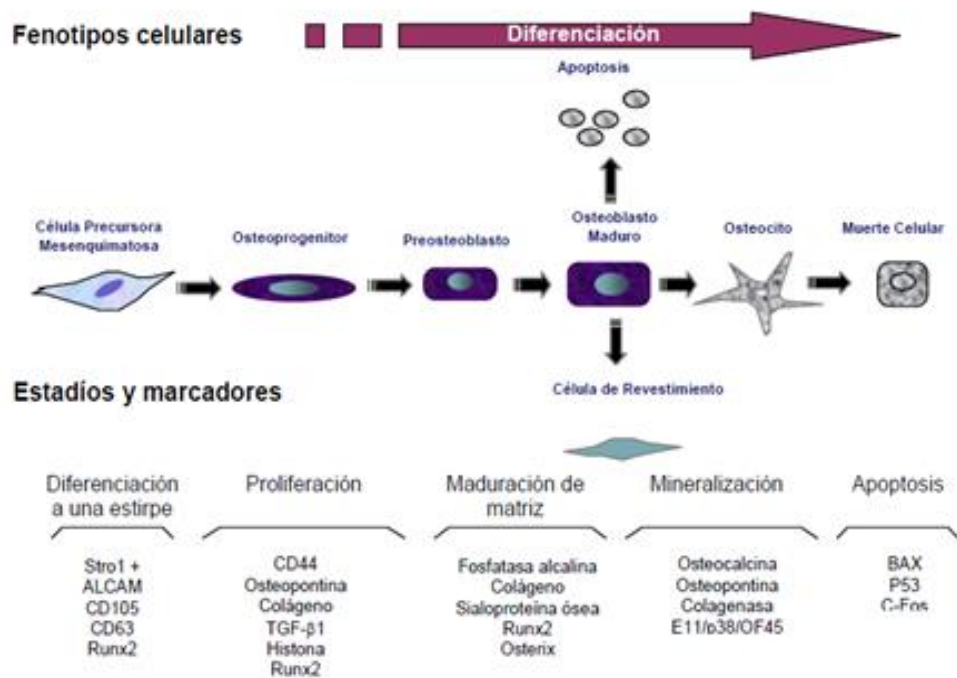 Fenotipos celulares
Diferenciación
Apoptosis
Célula Precursora
Mesenquimatosa
Osteoprogenitor
Preosteoblasto
Osteoblasto
Maduro
Osteocito
Muerte Celular
Célula de Revestimiento
Estadíos y marcadores
Diferenciación
a una estirpe
Stro1 +
ALCAM
CD105
CD63
Runx2
Proliferación
CD44
Osteopontina
Colágeno
TGF-β1
Histona
Runx2
Maduración de
matriz
Fosfatasa alcalina
Colágeno
Sialoproteína ósea
Runx2
Osterix
Mineralización
Osteocalcina
Osteopontina
Colagenasa
E11/p38/OF45
Apoptosis
BAX
P53
C-Fos